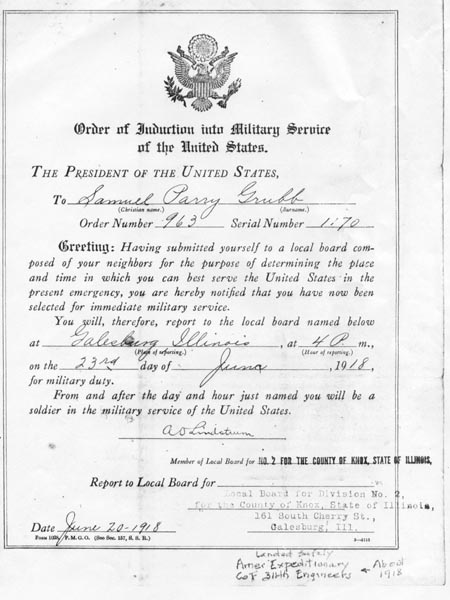 Order of Induction into Military Service
of the United States.
THE PRESIDENT OF THE UNITED STATES,
To Samuel Parry Grubb
(Christian name.) (Surname.)
Order Number 963 Serial Number 1170
Greeting: Having submitted yourself to a local board com-
posed of your neighbors for the purpose of determining the place
and time in which you can best serve the United States in
the present emergency, you are hereby notified that you have now been
selected for immediate military service.
You will, therefore, report to the local board named below
at Galesburg Illinois, at 4 P. m.,
(Place of reporting.) (Hour of reporting.)
on the 23rd day of June, 1918,
for military duty.
From and after the day and hour just named you will be a
soldier in the military service of the United States.
A O Lindstrum
Member of Local Board for NO. 2 FOR THE COUNTY OF KNOX, STATE OF ILLINOIS,
Report to Local Board for
Local Board for Division No. 2,
for the County of Knox, State of Illinois,
161 South Cherry St.,
Galesburg, Ill.
Date June 20-1918
Form 1028, P. M. G. O. (See Sec. 157, S. S. R.)
Landed Safely
Amer Expeditionary About
Co F 314th Engineers 1918